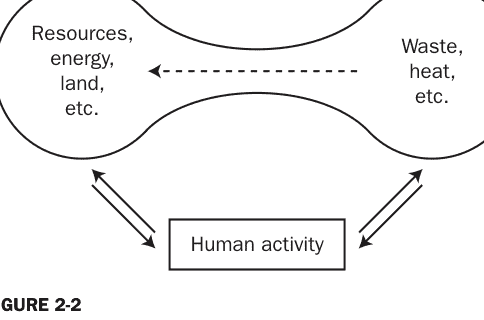 Resources,
energy,
land,
etc.
Waste,
heat,
etc.
Human activity
GURE 2-2